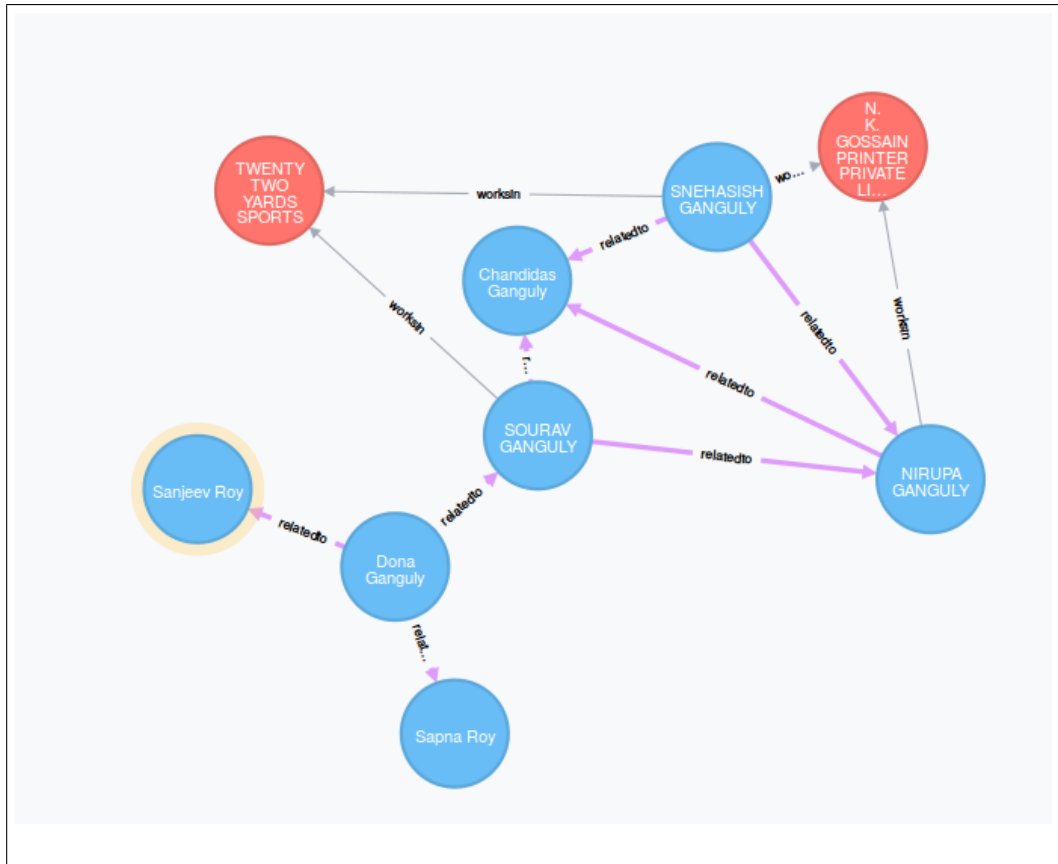 N.
K.
GOSSAIN
PRINTER
PRIVATE
LI...
TWENTY
TWO
YARDS
SPORTS
worksIn
SNEHASISH
GANGULY
wo...
relatedto
Chandidas
Ganguly
worksIn
relatedto
worksIn
r...
relatedto
SOURAV
GANGULY
relatedto
NIRUPA
GANGULY
Sanjeev Roy
relatedto
relatedto
Dona
Ganguly
relat...
Sapna Roy